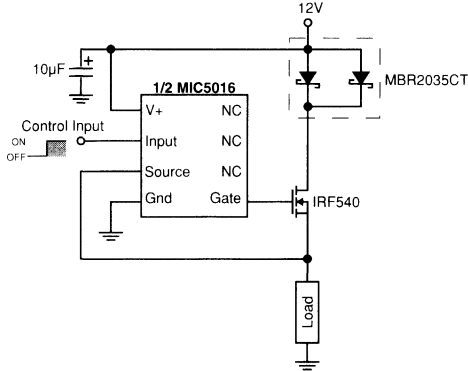 12V
10µF
+
1/2 MIC5016
MBR2035CT
V+ NC
Control Input
ON
OFF
Input NC
Source NC
Gnd Gate
IRF540
Load